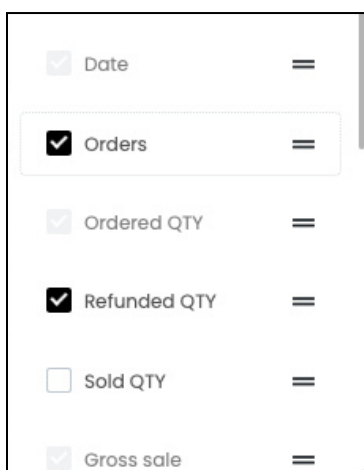 Date
Orders
Ordered QTY
Refunded QTY
Sold QTY
Gross sale